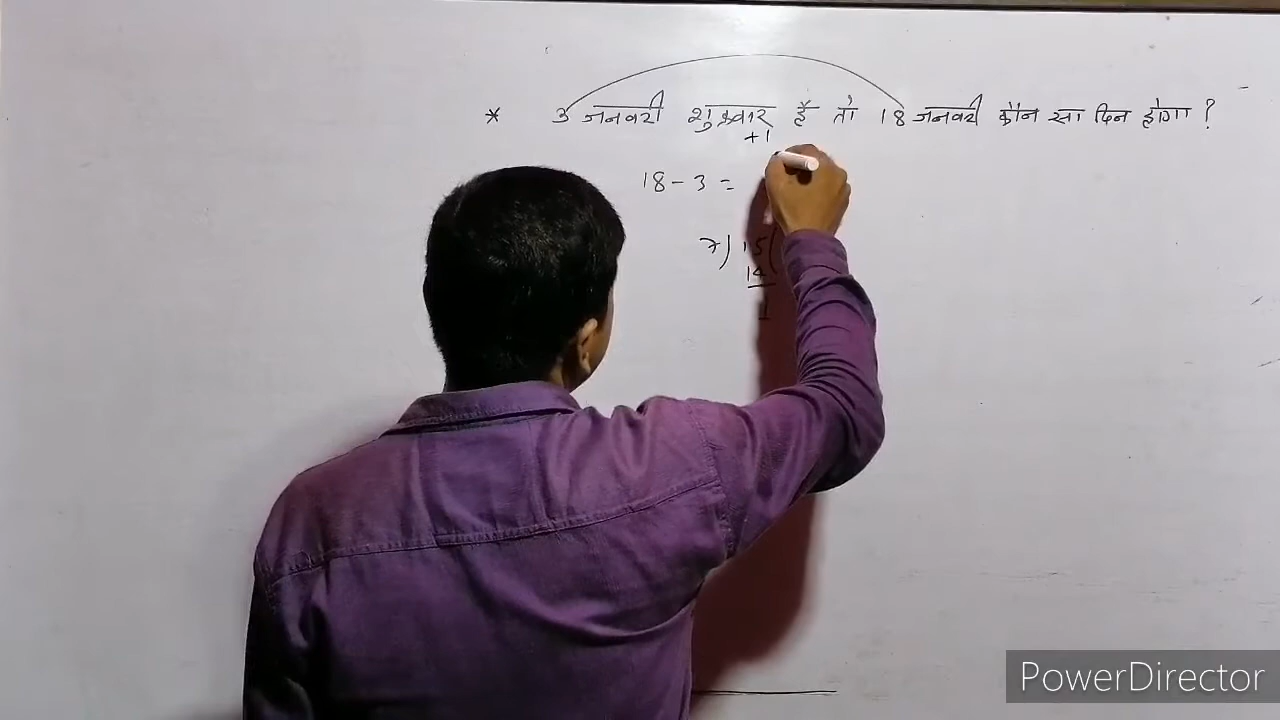 * 3 जनवरी शुक्रवार है तो 18 जनवरी कौन सा दिन होगा ?
+1
18 - 3 =
7 ) 15 (
14
1
PowerDirector